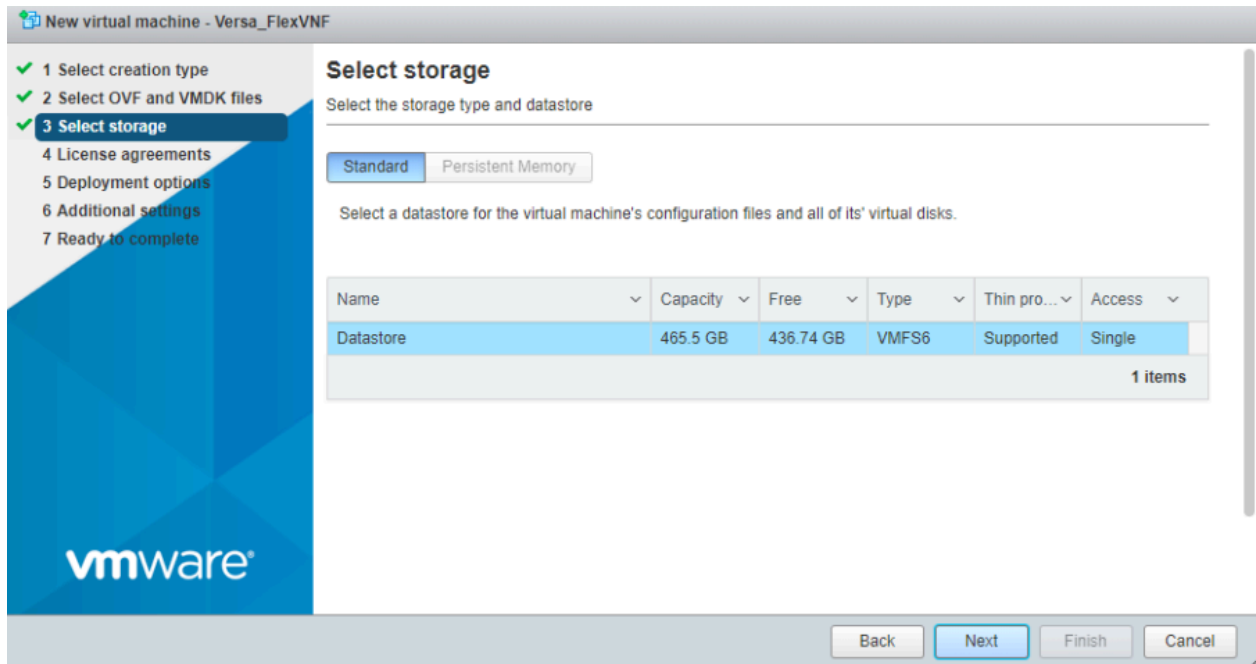 New virtual machine - Versa_FlexVNF
1 Select creation type
2 Select OVF and VMDK files
3 Select storage
4 License agreements
5 Deployment options
6 Additional settings
7 Ready to complete
vmware®
Select storage
Select the storage type and datastore
Standard Persistent Memory
Select a datastore for the virtual machine's configuration files and all of its' virtual disks.
Name Capacity Free Type Thin pro... Access
Datastore 465.5 GB 436.74 GB VMFS6 Supported Single
1 items
Back Next Finish Cancel